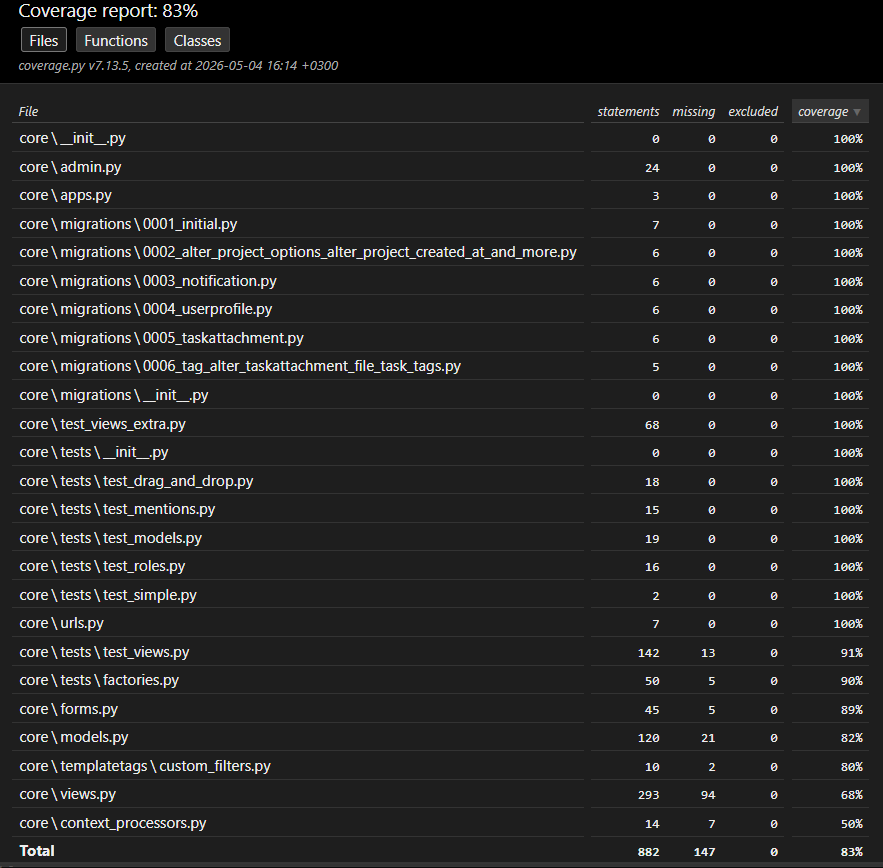 Coverage report: 83%
Files Functions Classes
coverage.py v7.13.5, created at 2026-05-04 16:14 +0300
File statements missing excluded coverage ▼
core \ __init__.py 0 0 0 100%
core \ admin.py 24 0 0 100%
core \ apps.py 3 0 0 100%
core \ migrations \ 0001_initial.py 7 0 0 100%
core \ migrations \ 0002_alter_project_options_alter_project_created_at_and_more.py 6 0 0 100%
core \ migrations \ 0003_notification.py 6 0 0 100%
core \ migrations \ 0004_userprofile.py 6 0 0 100%
core \ migrations \ 0005_taskattachment.py 6 0 0 100%
core \ migrations \ 0006_tag_alter_taskattachment_file_task_tags.py 5 0 0 100%
core \ migrations \ __init__.py 0 0 0 100%
core \ test_views_extra.py 68 0 0 100%
core \ tests \ __init__.py 0 0 0 100%
core \ tests \ test_drag_and_drop.py 18 0 0 100%
core \ tests \ test_mentions.py 15 0 0 100%
core \ tests \ test_models.py 19 0 0 100%
core \ tests \ test_roles.py 16 0 0 100%
core \ tests \ test_simple.py 2 0 0 100%
core \ urls.py 7 0 0 100%
core \ tests \ test_views.py 142 13 0 91%
core \ tests \ factories.py 50 5 0 90%
core \ forms.py 45 5 0 89%
core \ models.py 120 21 0 82%
core \ templatetags \ custom_filters.py 10 2 0 80%
core \ views.py 293 94 0 68%
core \ context_processors.py 14 7 0 50%
Total 882 147 0 83%